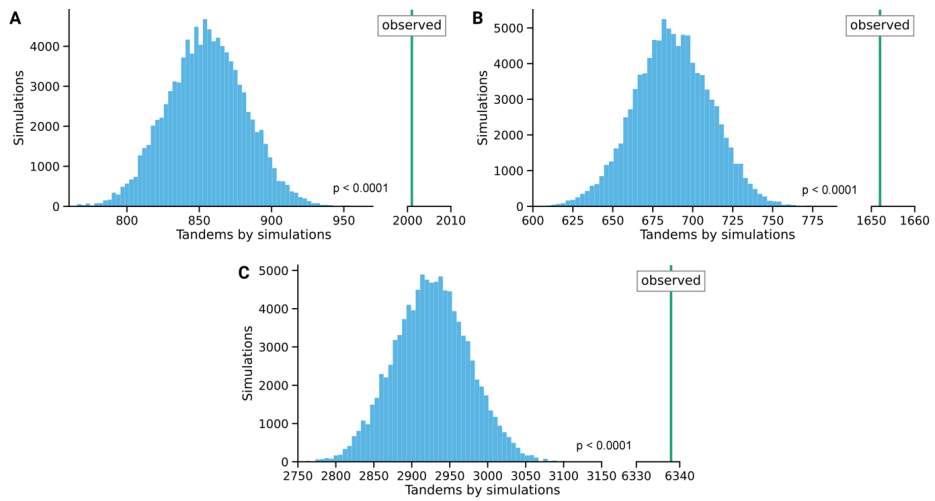 A
4000
3000
2000
1000
0
Simulations
observed
p < 0.0001
800 850 900 950 2000 2010
Tandems by simulations
B
5000
4000
3000
2000
1000
0
Simulations
observed
p < 0.0001
600 625 650 675 700 725 750 775 1650 1660
Tandems by simulations
C
5000
4000
3000
2000
1000
0
Simulations
observed
p < 0.0001
2750 2800 2850 2900 2950 3000 3050 3100 3150 6330 6340
Tandems by simulations